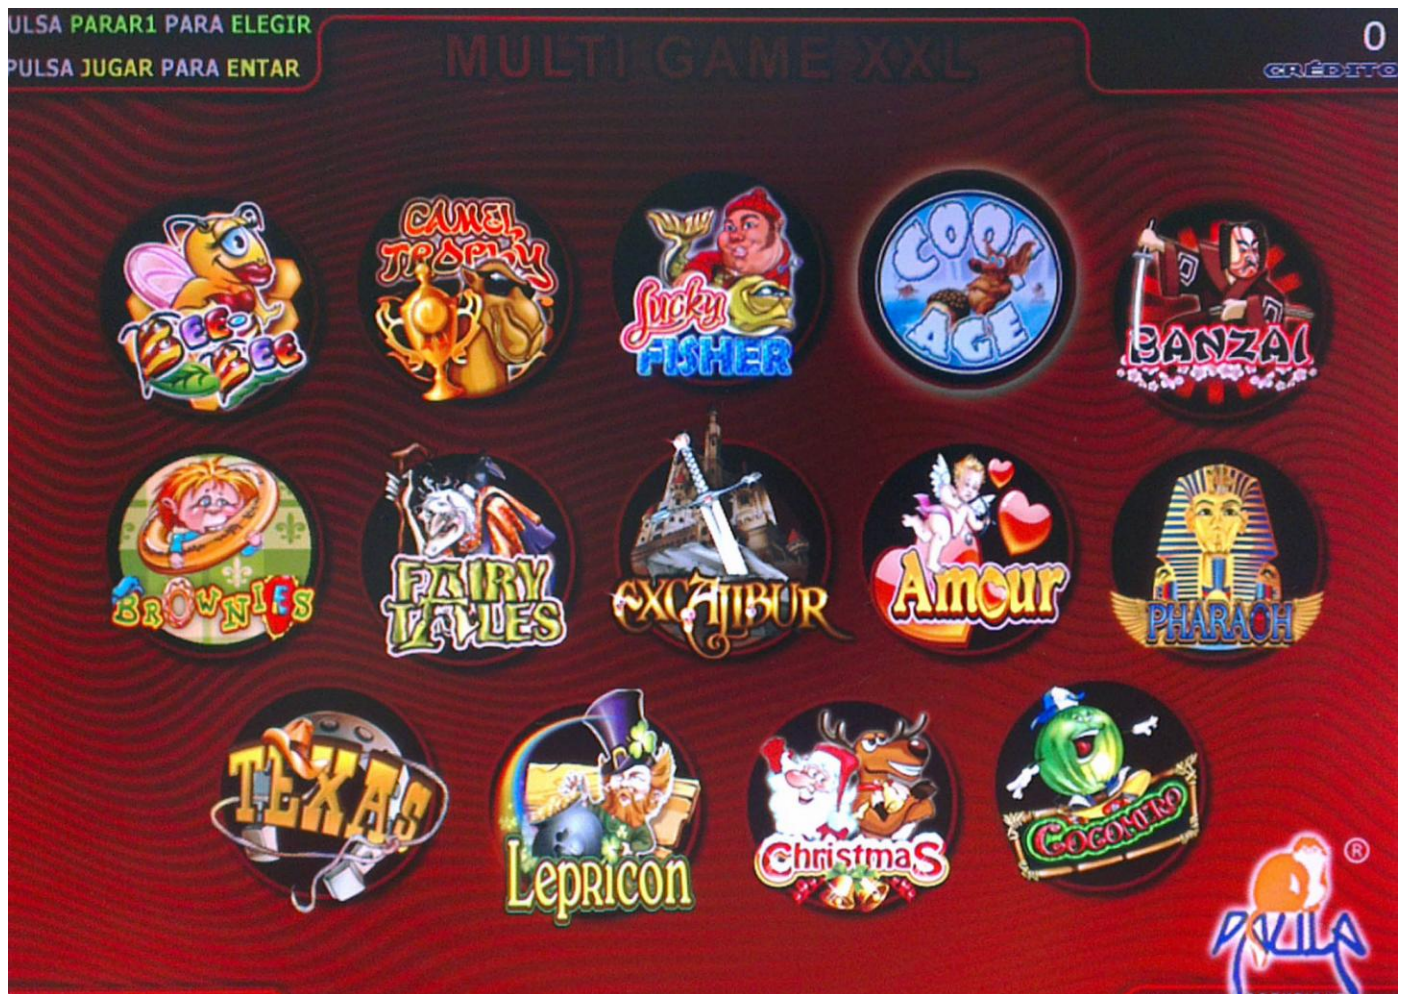 ULSA PARAR1 PARA ELEGIR
PULSA JUGAR PARA ENTAR
MULTI GAME XXL
0
CRÉDITO
BEE-BEE
CAMEL
TROPHY
Lucky
FISHER
COOL
AGE
BANZAI
BROWNIES
FAIRY
TALES
EXCALIBUR
Amour
PHARAOH
TEXAS
Lepricon
Christmas
COCOMERO
®